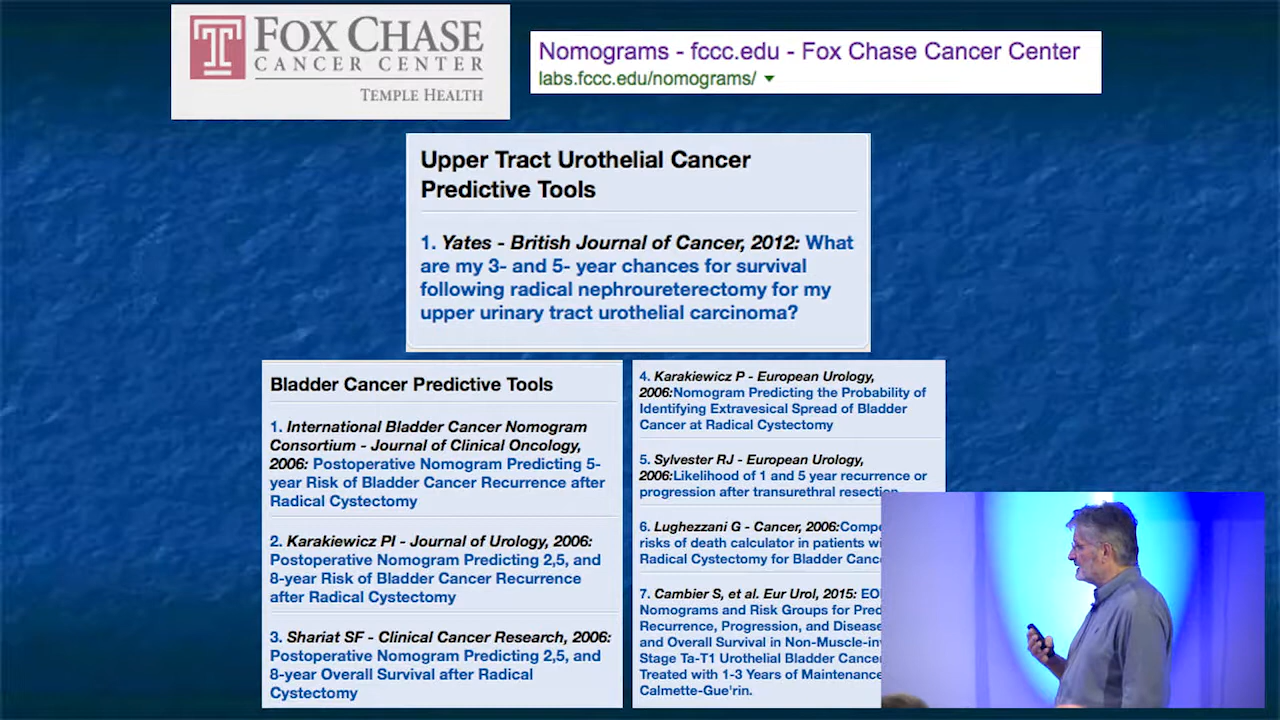 FOX CHASE
CANCER CENTER
TEMPLE HEALTH
Nomograms - fccc.edu - Fox Chase Cancer Center
labs.fccc.edu/nomograms/
Upper Tract Urothelial Cancer
Predictive Tools
1. Yates - British Journal of Cancer, 2012: What
are my 3- and 5- year chances for survival
following radical nephroureterectomy for my
upper urinary tract urothelial carcinoma?
Bladder Cancer Predictive Tools
1. International Bladder Cancer Nomogram
Consortium - Journal of Clinical Oncology,
2006: Postoperative Nomogram Predicting 5-
year Risk of Bladder Cancer Recurrence after
Radical Cystectomy
2. Karakiewicz PI - Journal of Urology, 2006:
Postoperative Nomogram Predicting 2,5, and
8-year Risk of Bladder Cancer Recurrence
after Radical Cystectomy
3. Shariat SF - Clinical Cancer Research, 2006:
Postoperative Nomogram Predicting 2,5, and
8-year Overall Survival after Radical
Cystectomy
4. Karakiewicz P - European Urology,
2006:Nomogram Predicting the Probability of
Identifying Extravesical Spread of Bladder
Cancer at Radical Cystectomy
5. Sylvester RJ - European Urology,
2006:Likelihood of 1 and 5 year recurrence or
progression after transurethral resection
6. Lughezzani G - Cancer, 2006:
risks of death calculator in patients
Radical Cystectomy for Bladder
7. Cambier S, et al. Eur Urol, 2015:
Nomograms and Risk Groups for
Recurrence, Progression, and Disease
and Overall Survival in
Stage Ta-T1 Urothelial Bladder Cancer
Treated with 1-3 Years of Maintenance
Calmette-Gue'rin.